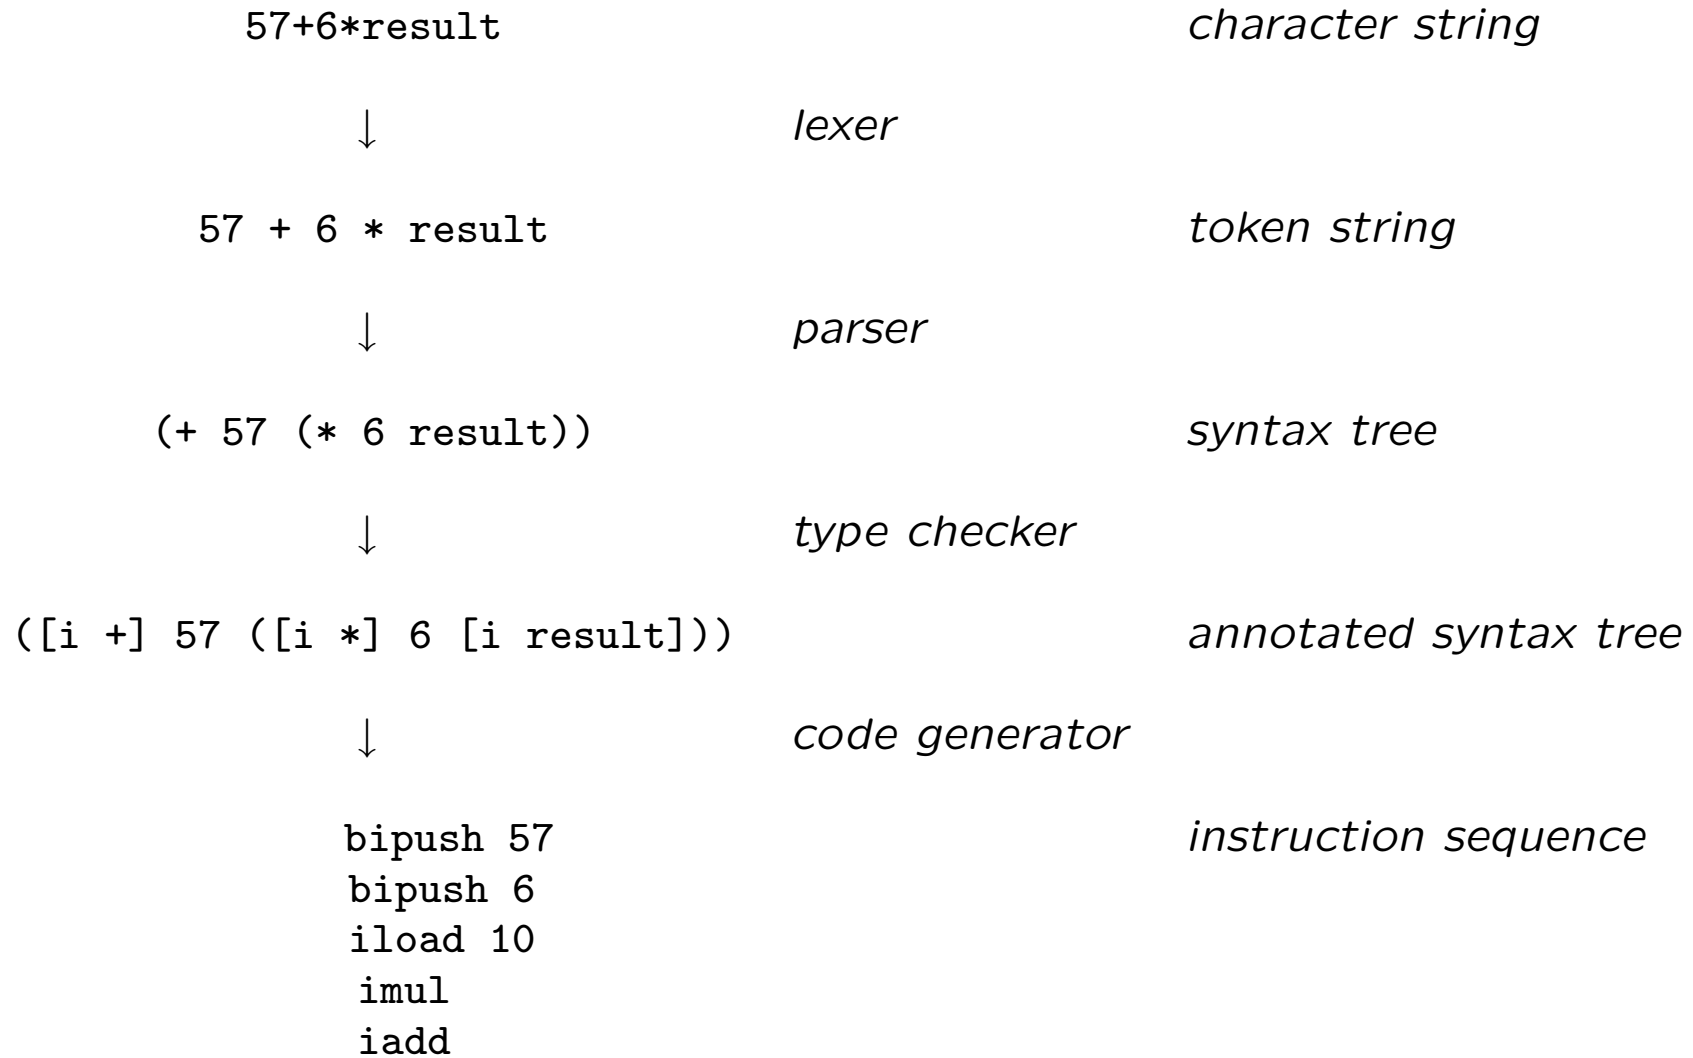 57+6*result character string
↓ lexer
57 + 6 * result token string
↓ parser
(+ 57 (* 6 result)) syntax tree
↓ type checker
([i +] 57 ([i *] 6 [i result])) annotated syntax tree
↓ code generator
bipush 57 instruction sequence
bipush 6
iload 10
imul
iadd